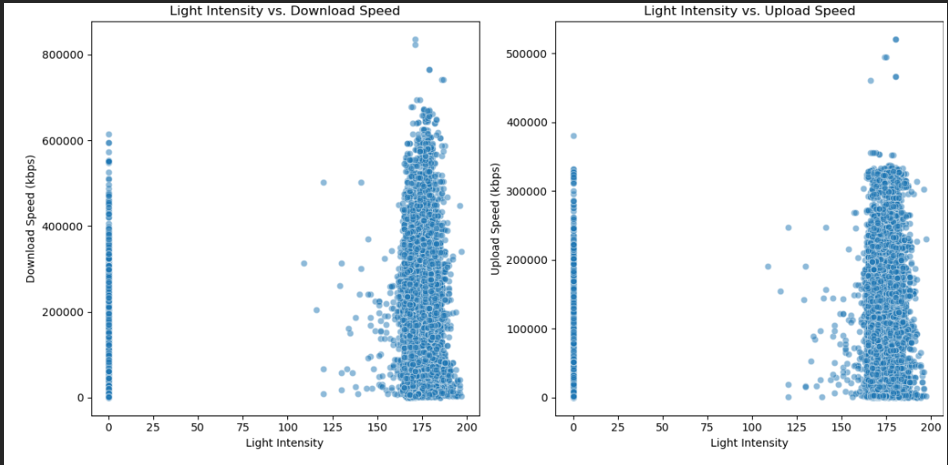 Light Intensity vs. Download Speed
Download Speed (kbps)
800000
600000
400000
200000
0
0 25 50 75 100 125 150 175 200
Light Intensity
Light Intensity vs. Upload Speed
Upload Speed (kbps)
500000
400000
300000
200000
100000
0
0 25 50 75 100 125 150 175 200
Light Intensity